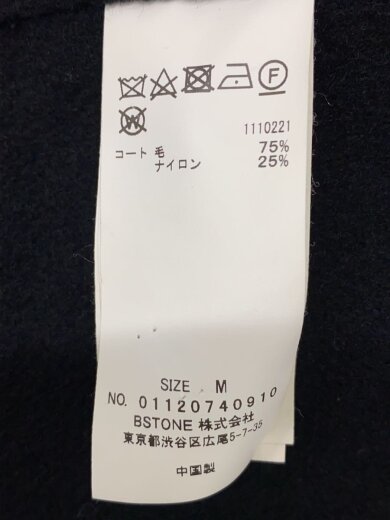 F
W
1110221
コート 毛 75%
ナイロン 25%
SIZE M
NO. 01120740910
BSTONE 株式会社
東京都渋谷区広尾5-7-35
中国製